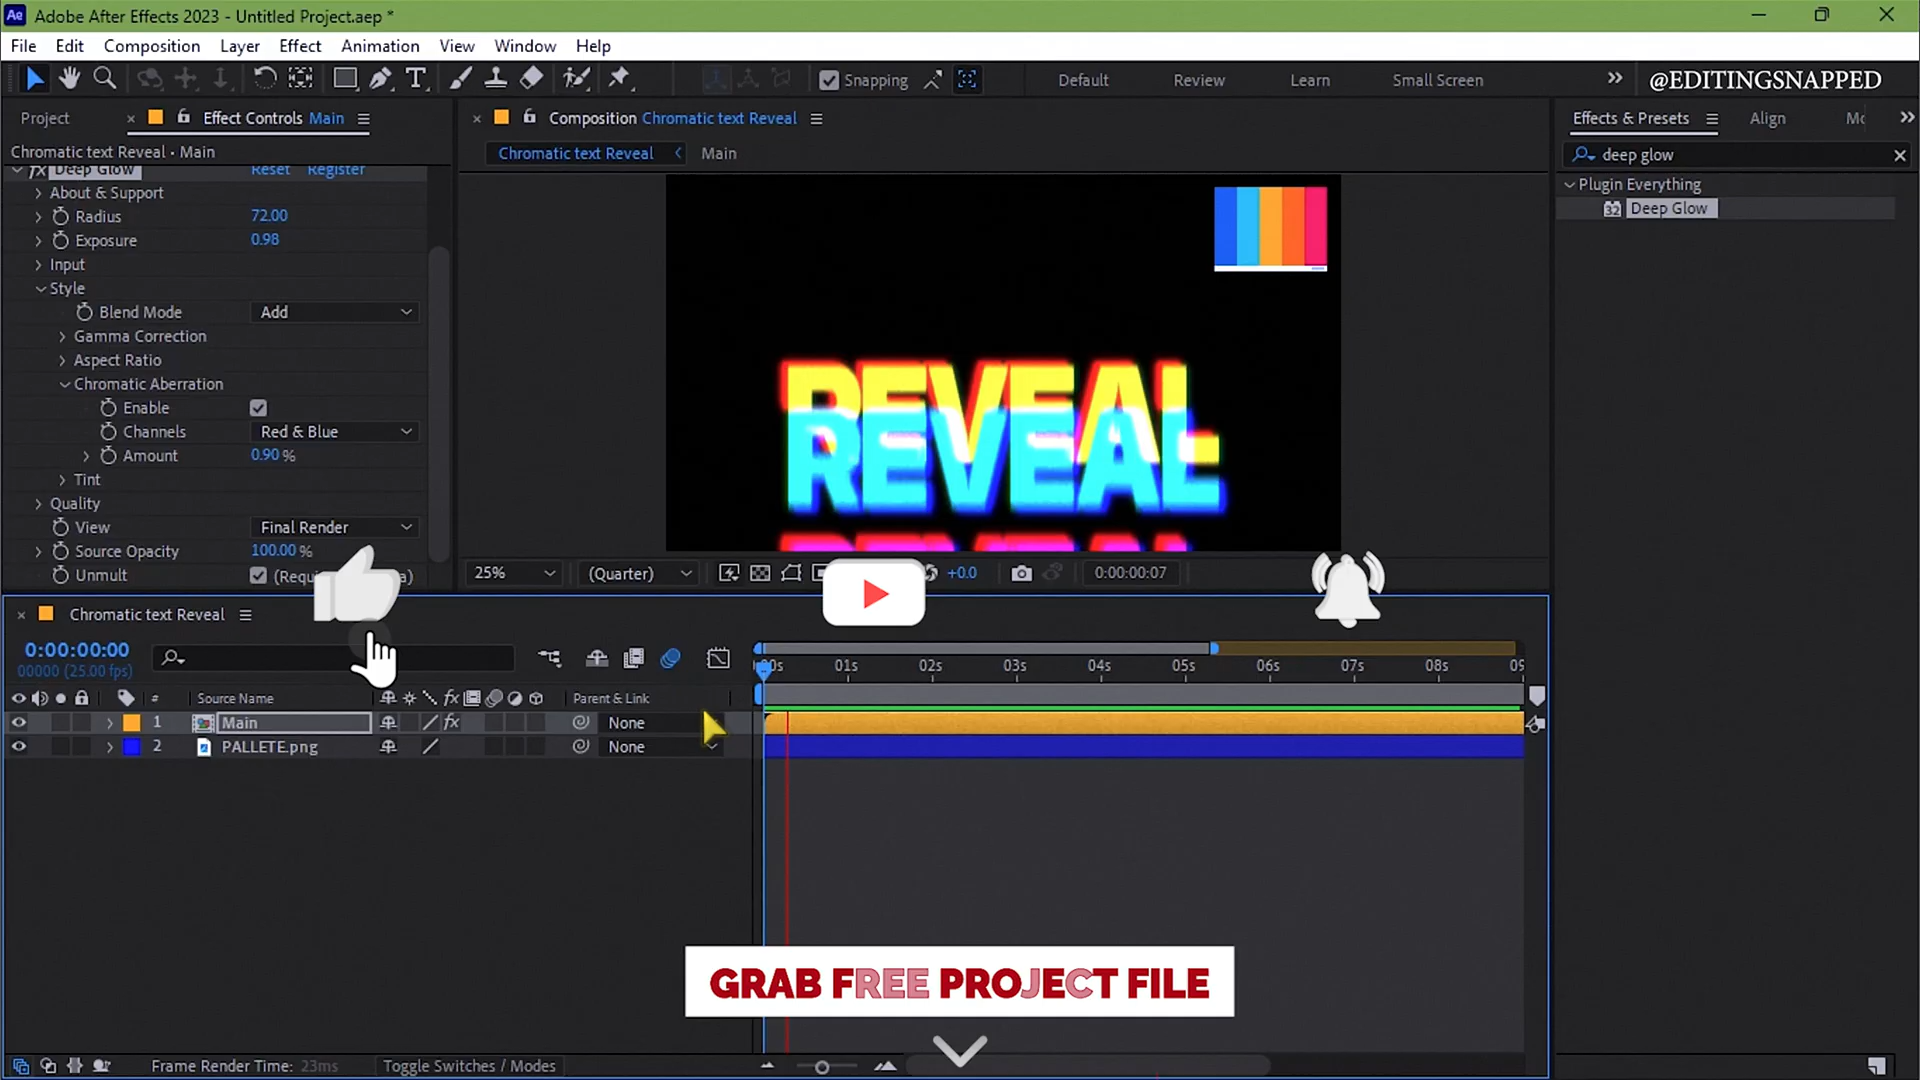 Ae Adobe After Effects 2023 - Untitled Project.aep *
File Edit Composition Layer Effect Animation View Window Help
Snapping Default Review Learn Small Screen @EDITINGSNAPPED
Project Effect Controls Main
Chromatic text Reveal • Main
fx Deep Glow Reset Register
About & Support
Radius 72.00
Exposure 0.98
Input
Style
Blend Mode Add
Gamma Correction
Aspect Ratio
Chromatic Aberration
Enable
Channels Red & Blue
Amount 0.90 %
Tint
Quality
View Final Render
Source Opacity 100.00 %
Unmult
Composition Chromatic text Reveal
Chromatic text Reveal Main
REVEAL
REVEAL
25% (Quarter) +0.0 0:00:00:07
Effects & Presets Align
deep glow
Plugin Everything
32 Deep Glow
Chromatic text Reveal
0:00:00:00
00000 (25.00 fps)
01s 02s 03s 04s 05s 06s 07s 08s
# Source Name fx Parent & Link
1 Main fx None
2 PALLETE.png None
GRAB FREE PROJECT FILE
Frame Render Time: 23ms Toggle Switches / Modes